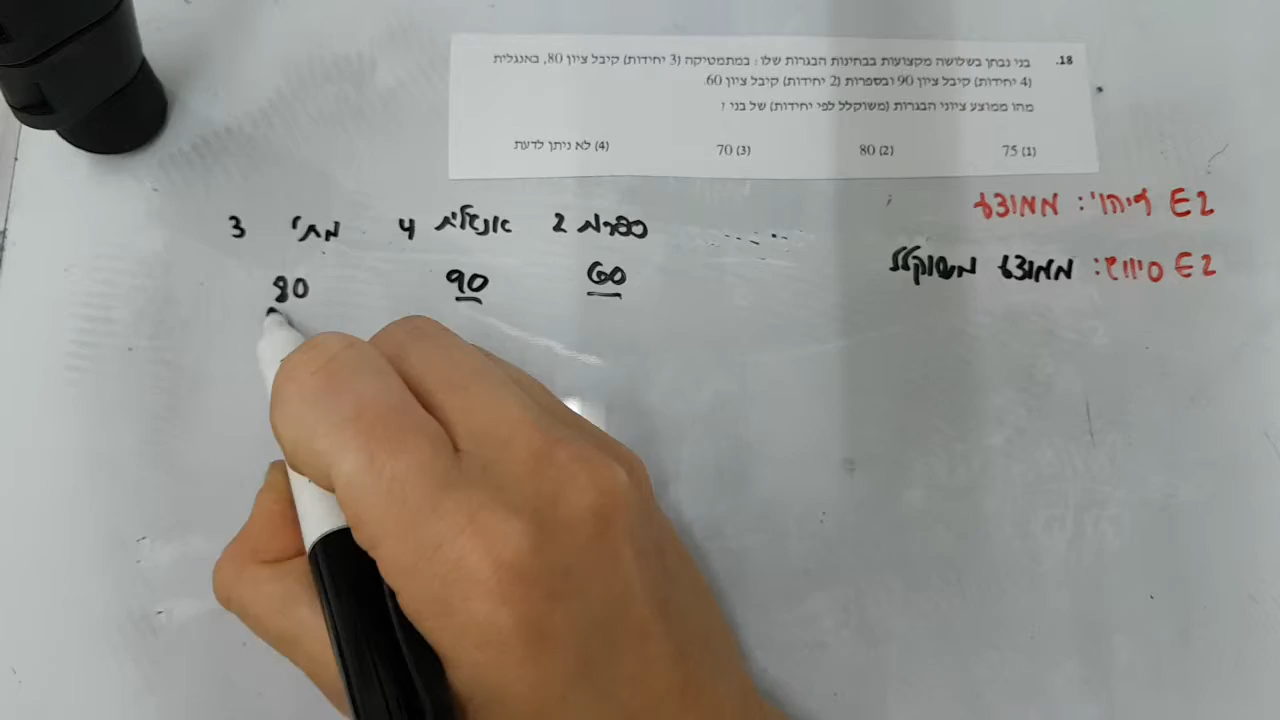 18. בני נבחן בשלושה מקצועות בבחינות הבגרות שלו: במתמטיקה (3 יחידות) קיבל ציון 80, באנגלית
(4 יחידות) קיבל ציון 90 ובספרות (2 יחידות) קיבל ציון 60.
מהו ממוצע ציוני הבגרות (משוקלל לפי יחידות) של בני?
(1) 75 (2) 80 (3) 70 (4) לא ניתן לדעת
שלב זיהוי: ממוצע
שלב סיווג: ממוצע משוקלל
ספרות 2 אנגלית 4 מת' 3
60 90 80